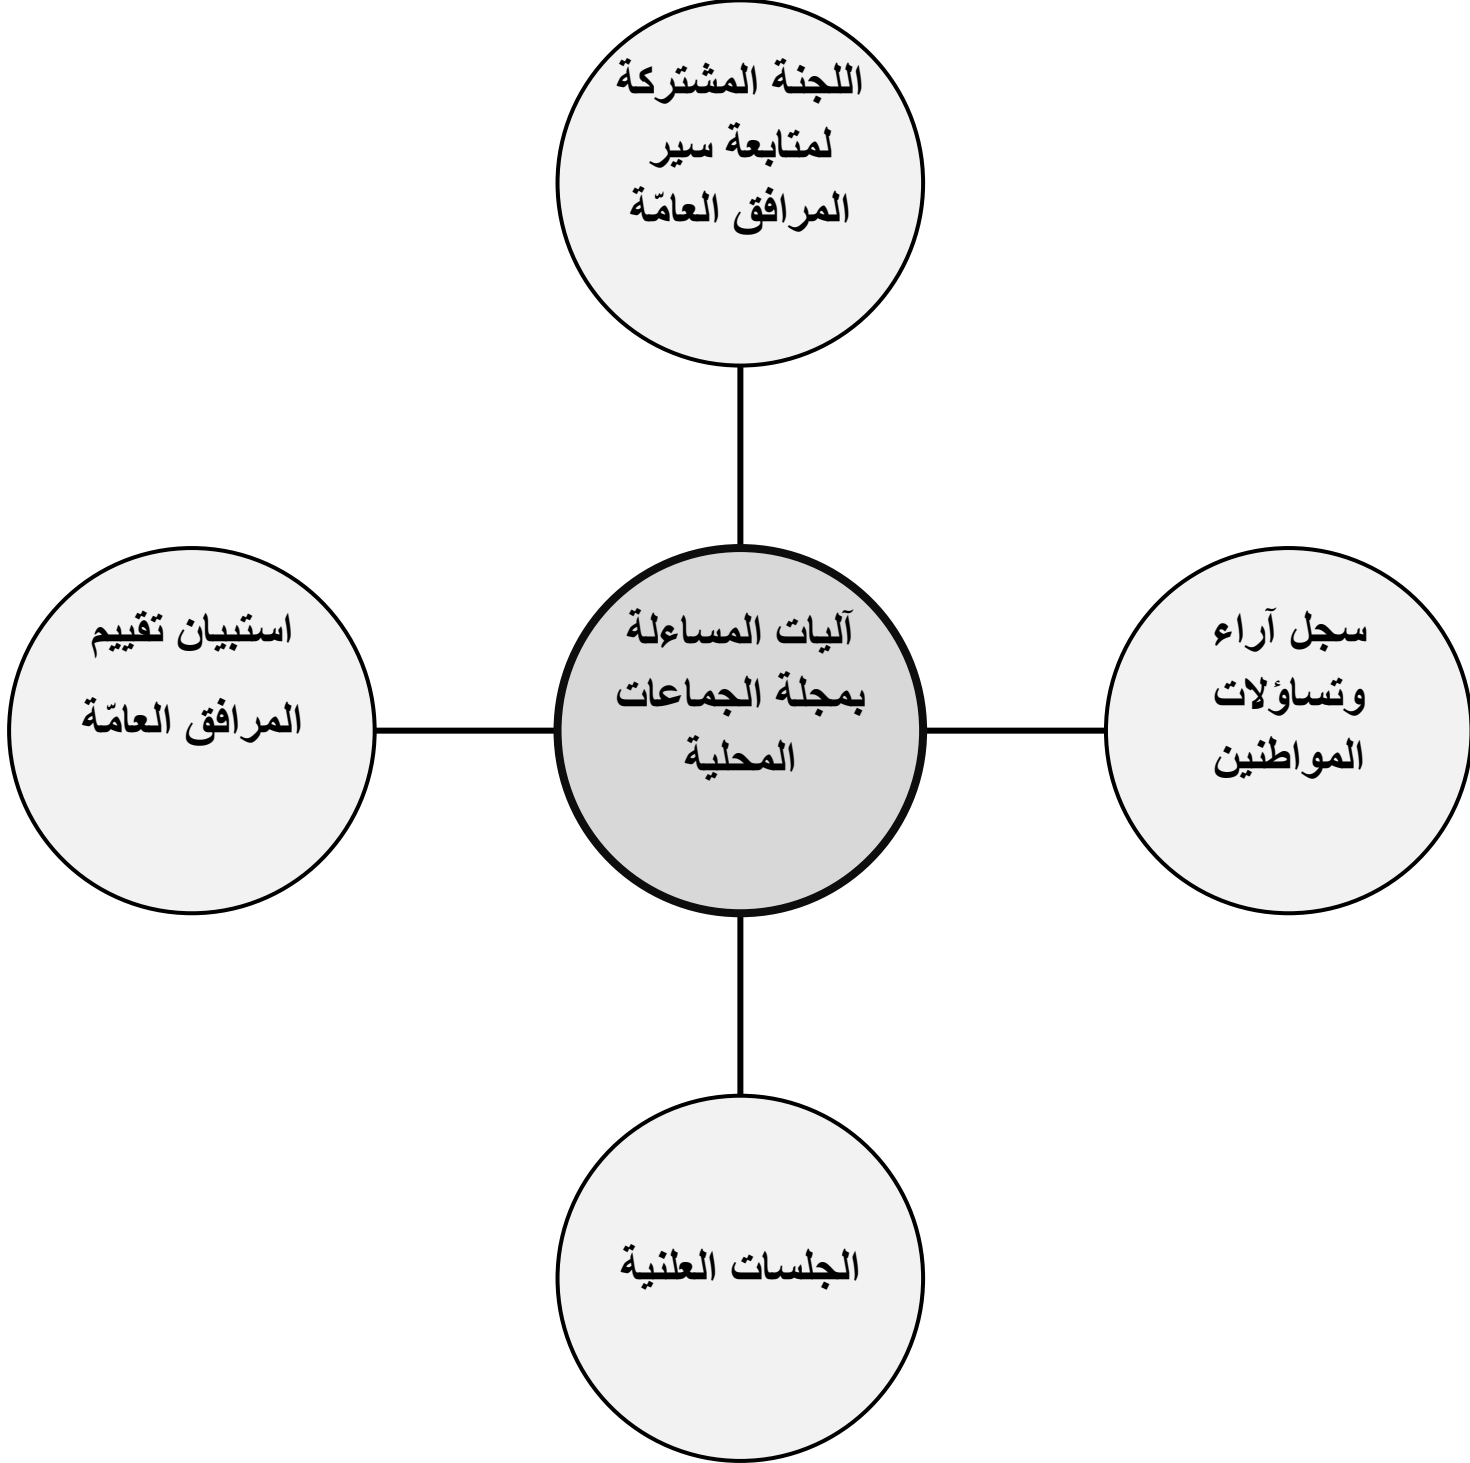 اللجنة المشتركة
لمتابعة سير
المرافق العامّة
سجل آراء
وتساؤلات
المواطنين
آليات المساءلة
بمجلة الجماعات
المحلية
استبيان تقييم
المرافق العامّة
الجلسات العلنية